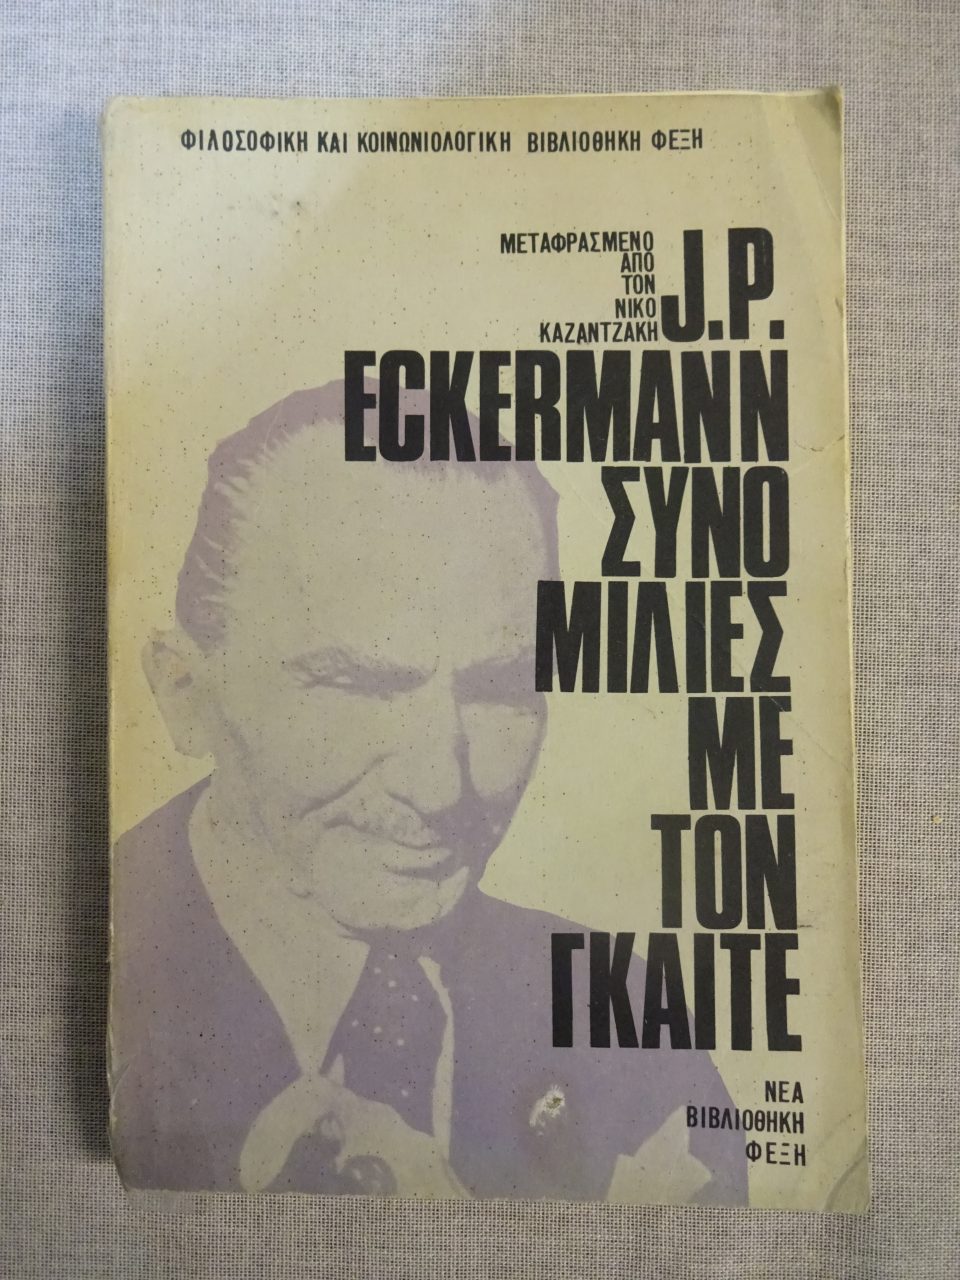 ΦΙΛΟΣΟΦΙΚΗ ΚΑΙ ΚΟΙΝΩΝΙΟΛΟΓΙΚΗ ΒΙΒΛΙΟΘΗΚΗ ΦΕΞΗ
ΜΕΤΑΦΡΑΣΜΕΝΟ
ΑΠΟ
ΤΟΝ
ΝΙΚΟ
ΚΑΖΑΝΤΖΑΚΗ
J.P.
ECKERMANN
ΣΥΝΟ
ΜΙΛΙΕΣ
ΜΕ
ΤΟΝ
ΓΚΑΙΤΕ
ΝΕΑ
ΒΙΒΛΙΟΘΗΚΗ
ΦΕΞΗ